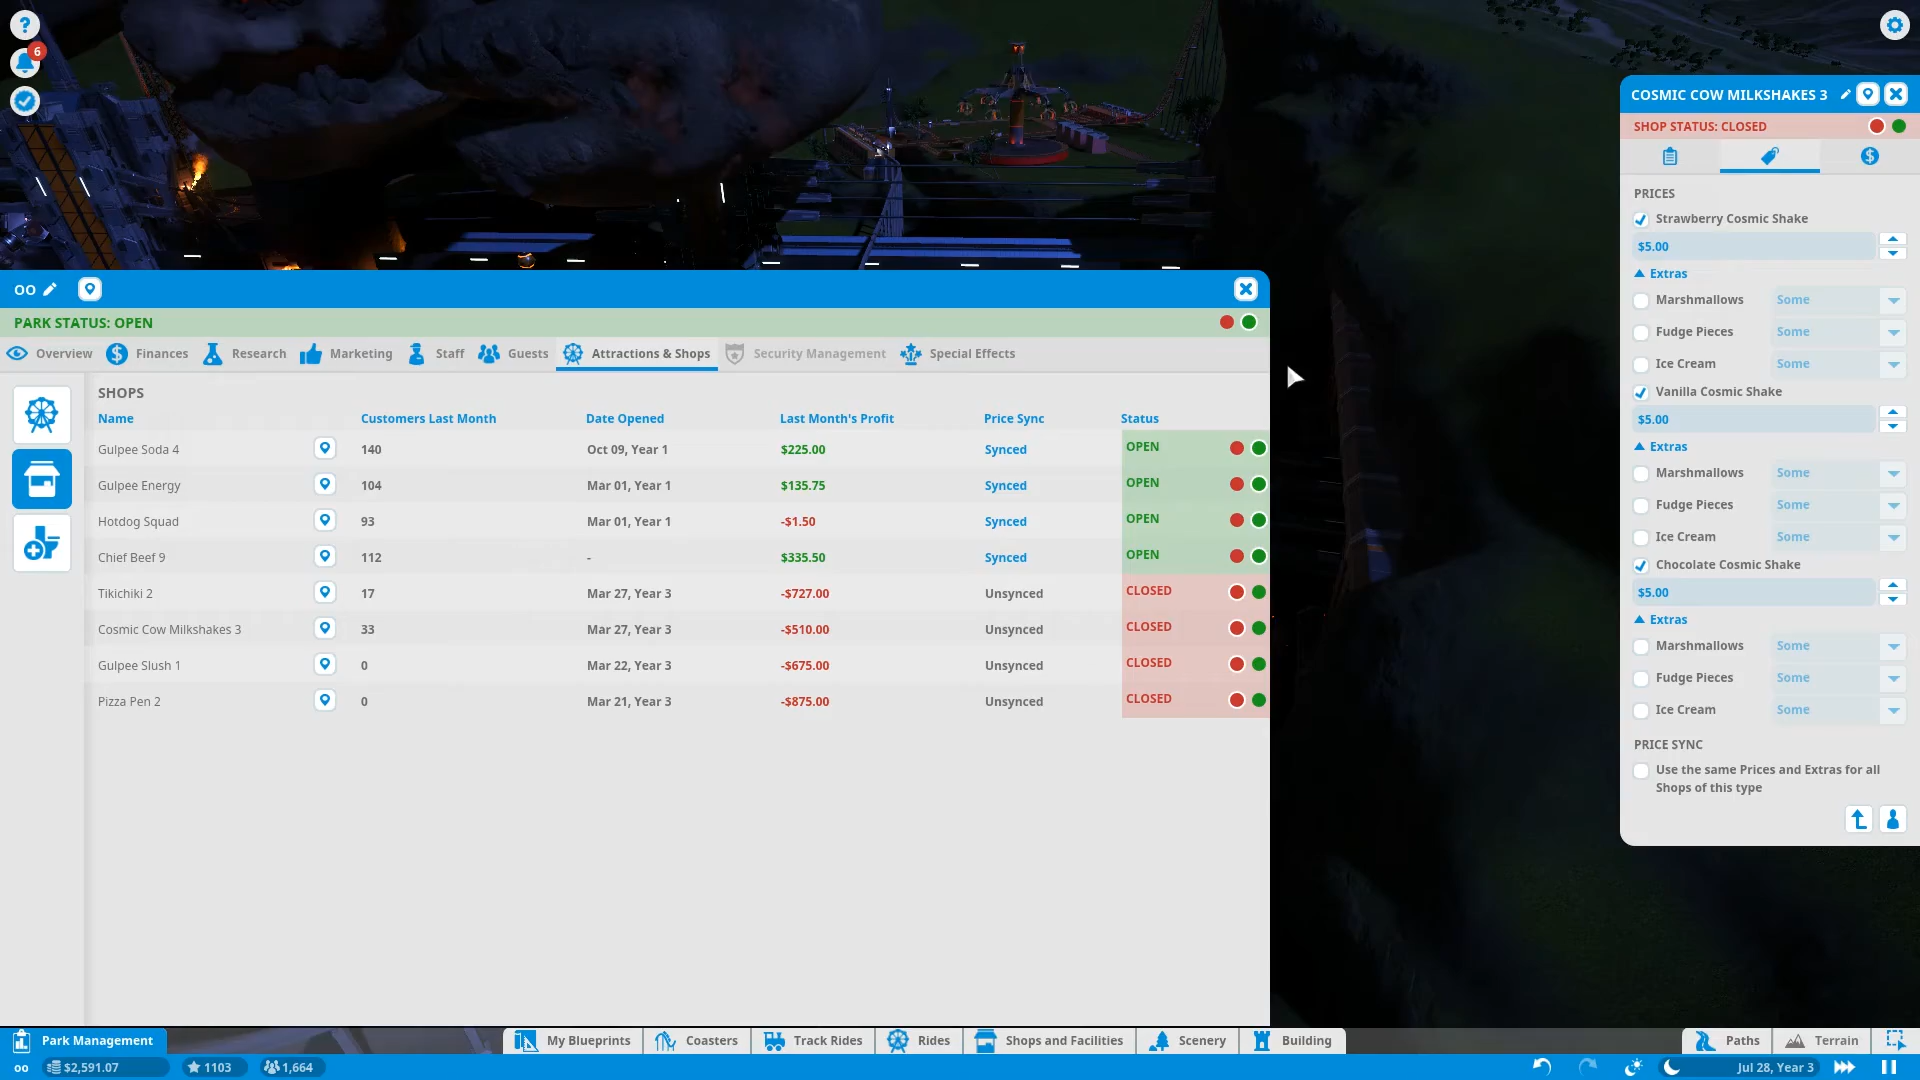 ?
6
OO
PARK STATUS: OPEN
Overview Finances Research Marketing Staff Guests Attractions & Shops Security Management Special Effects
SHOPS
Name Customers Last Month Date Opened Last Month's Profit Price Sync Status
Gulpee Soda 4 140 Oct 09, Year 1 $225.00 Synced OPEN
Gulpee Energy 104 Mar 01, Year 1 $135.75 Synced OPEN
Hotdog Squad 93 Mar 01, Year 1 -$1.50 Synced OPEN
Chief Beef 9 112 - $335.50 Synced OPEN
Tikichiki 2 17 Mar 27, Year 3 -$727.00 Unsynced CLOSED
Cosmic Cow Milkshakes 3 33 Mar 27, Year 3 -$510.00 Unsynced CLOSED
Gulpee Slush 1 0 Mar 22, Year 3 -$675.00 Unsynced CLOSED
Pizza Pen 2 0 Mar 21, Year 3 -$875.00 Unsynced CLOSED
COSMIC COW MILKSHAKES 3
SHOP STATUS: CLOSED
PRICES
Strawberry Cosmic Shake
$5.00
Extras
Marshmallows Some
Fudge Pieces Some
Ice Cream Some
Vanilla Cosmic Shake
$5.00
Extras
Marshmallows Some
Fudge Pieces Some
Ice Cream Some
Chocolate Cosmic Shake
$5.00
Extras
Marshmallows Some
Fudge Pieces Some
Ice Cream Some
PRICE SYNC
Use the same Prices and Extras for all
Shops of this type
Park Management My Blueprints Coasters Track Rides Rides Shops and Facilities Scenery Building Paths Terrain
OO $2,591.07 1103 1,664 Jul 28, Year 3